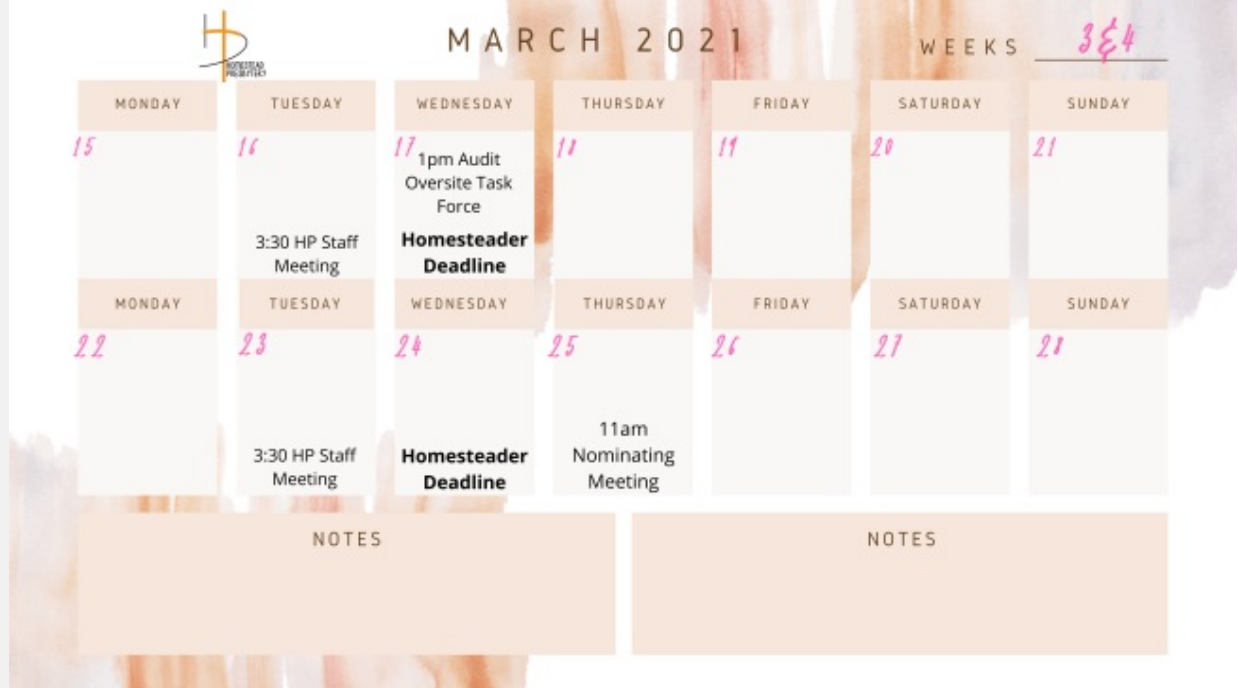 HOMESTEAD
PRESBYTERY
MARCH 2021
WEEKS 3&4
MONDAY TUESDAY WEDNESDAY THURSDAY FRIDAY SATURDAY SUNDAY
15 16 17 18 19 20 21
1pm Audit
Oversite Task
Force
3:30 HP Staff
Meeting
Homesteader
Deadline
MONDAY TUESDAY WEDNESDAY THURSDAY FRIDAY SATURDAY SUNDAY
22 23 24 25 26 27 28
3:30 HP Staff
Meeting
Homesteader
Deadline
11am
Nominating
Meeting
NOTES NOTES